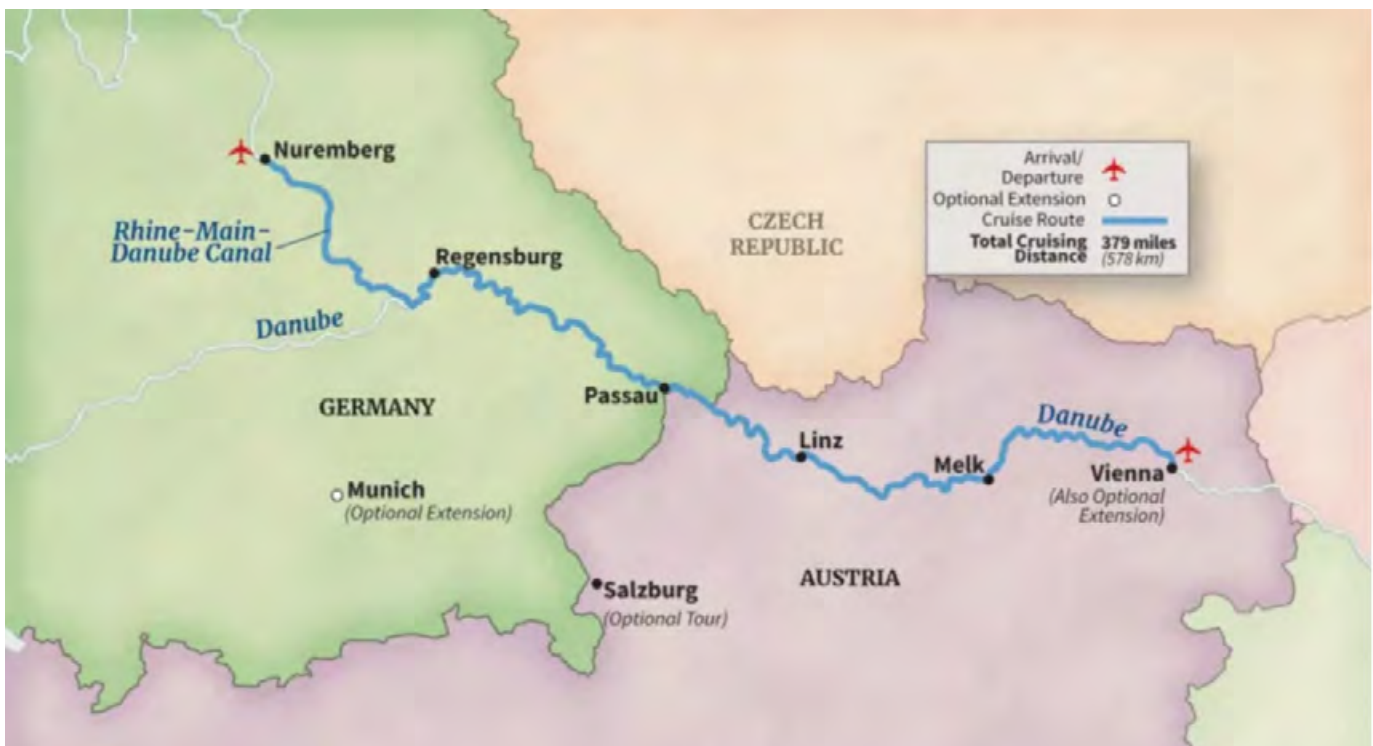 Nuremberg
Rhine-Main-
Danube Canal
Regensburg
Danube
GERMANY
Passau
Munich
(Optional Extension)
Salzburg
(Optional Tour)
CZECH
REPUBLIC
Arrival/
Departure
Optional Extension
Cruise Route
Total Cruising 379 miles
Distance (578 km)
Linz
Melk
Danube
Vienna
(Also Optional
Extension)
AUSTRIA